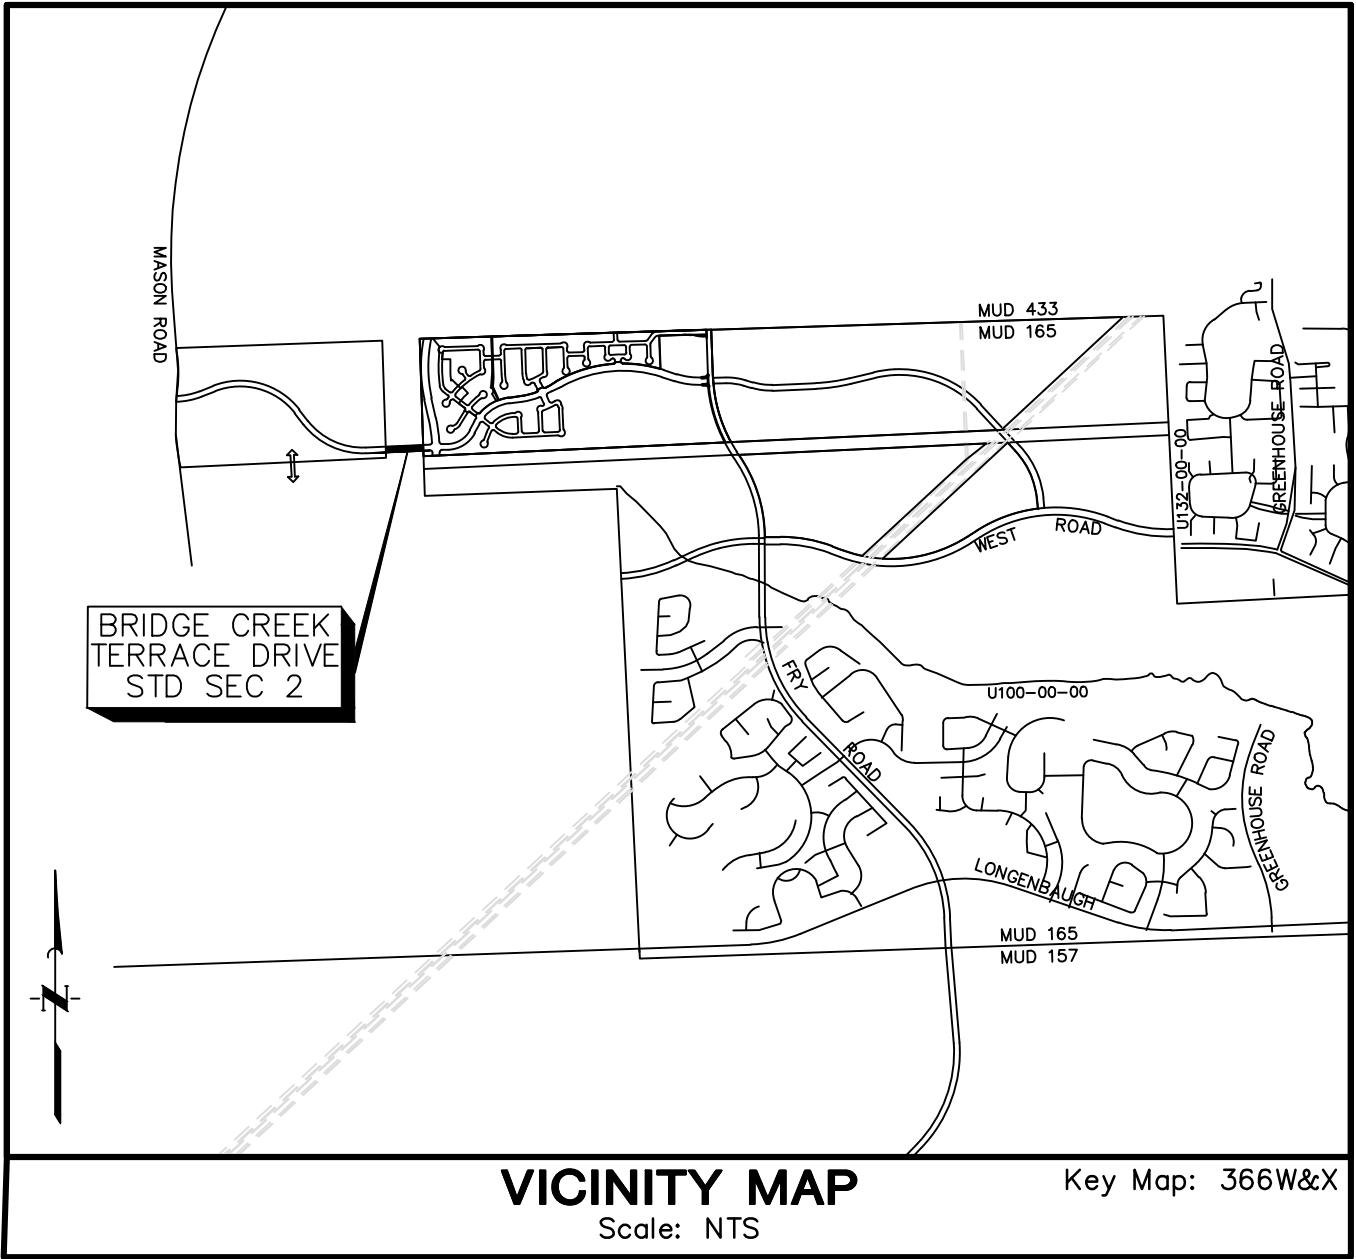 MASON ROAD
MUD 433
MUD 165
GREENHOUSE ROAD
U132-00-00
WEST ROAD
BRIDGE CREEK
TERRACE DRIVE
STD SEC 2
FRY ROAD
U100-00-00
GREENHOUSE ROAD
LONGENBAUGH
MUD 165
MUD 157
N
VICINITY MAP
Scale: NTS
Key Map: 366W&X